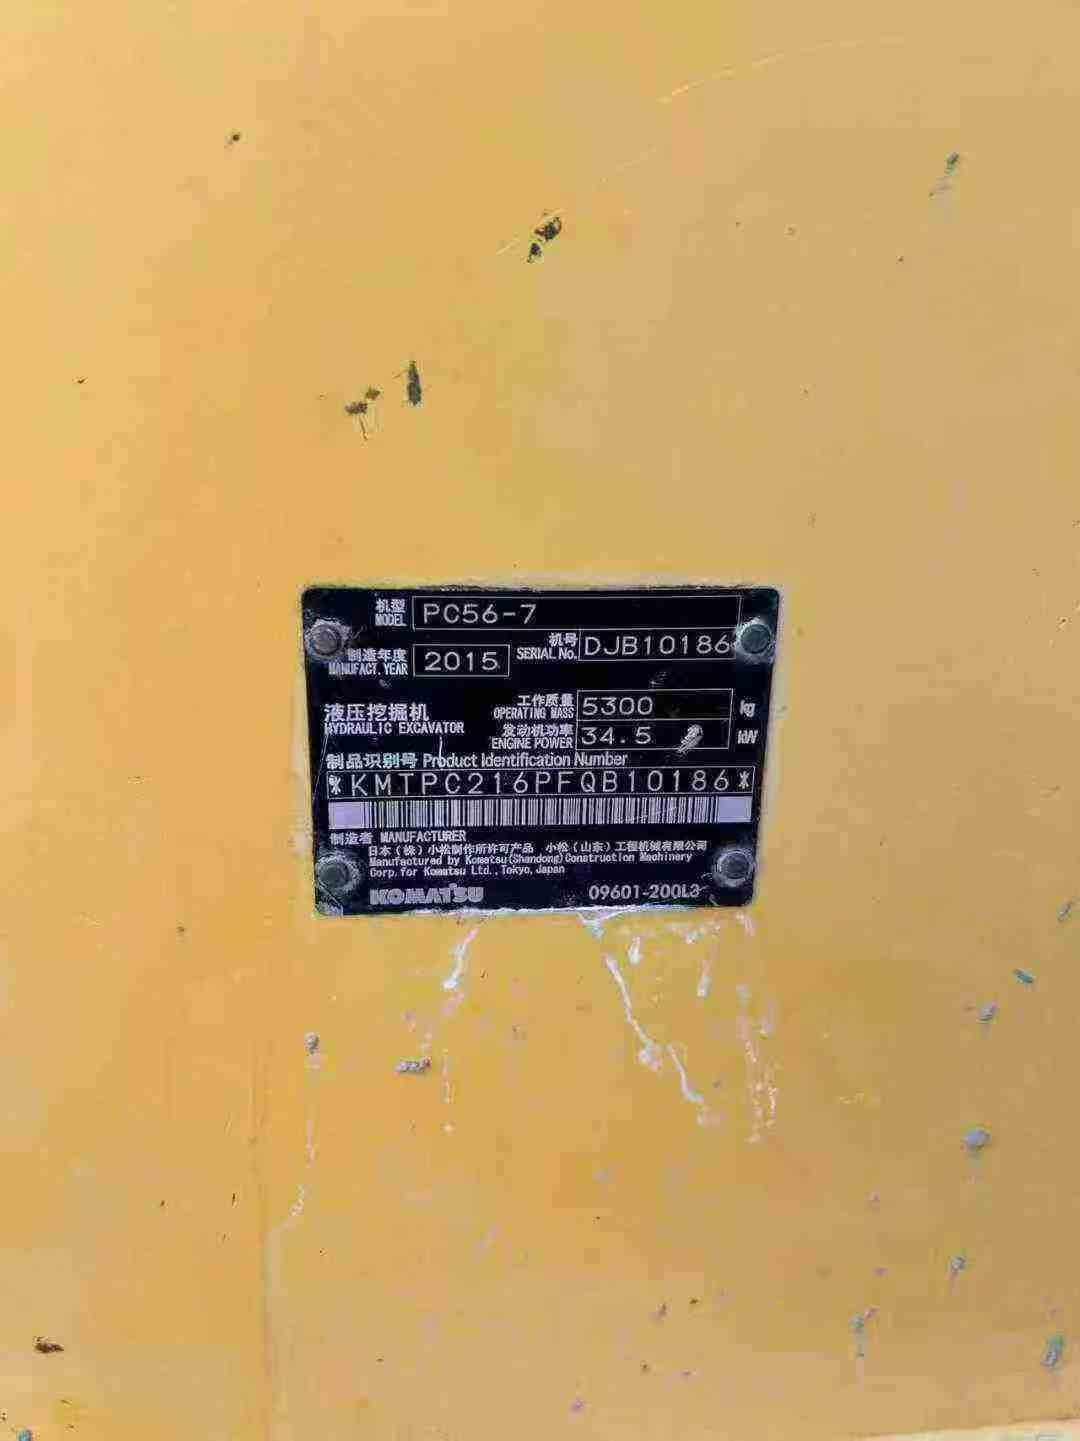 机型 MODEL PC56-7
机号 SERIAL No. DJB10186
制造年度 MANUFACT. YEAR 2015
工作质量 OPERATING MASS 5300 kg
液压挖掘机 HYDRAULIC EXCAVATOR
发动机功率 ENGINE POWER 34.5 kW
制品识别号 Product Identification Number
*KMTPC216PFQB10186*
制造者 MANUFACTURER
日本（株）小松制作所许可产品 小松（山东）工程机械有限公司
Manufactured by Komatsu(Shandong)Construction Machinery
Corp. for Komatsu Ltd., Tokyo, Japan
KOMATSU 09601-200L3